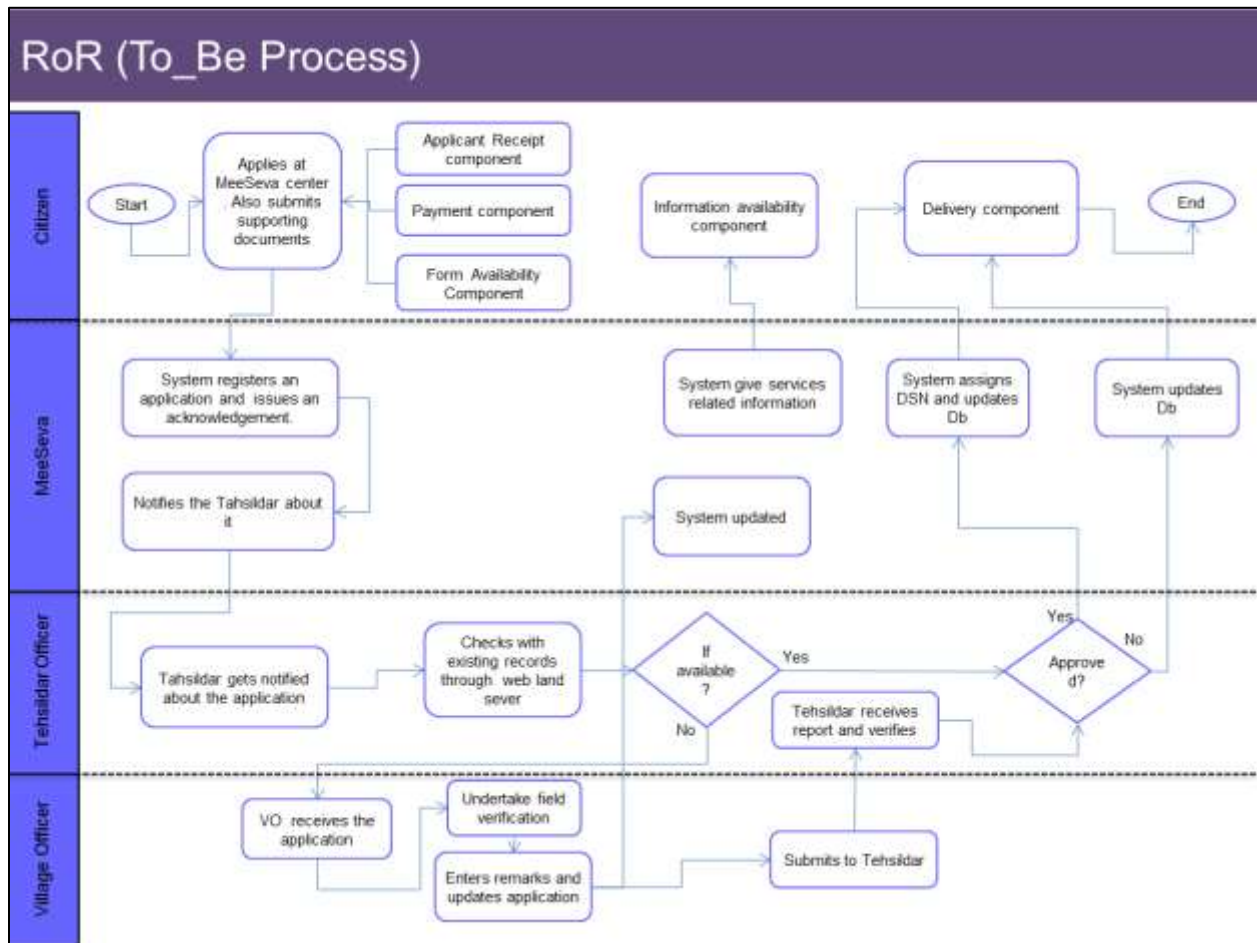 RoR (To_Be Process)
Citizen
Start
Applies at
MeeSeva center
. Also submits
supporting
documents
Applicant Receipt
component
Payment component
Form Availability
Component
Information availability
component
Delivery component
End
MeeSeva
System registers an
application and issues an
acknowledgement.
Notifies the Tahsildar about
it
System give services
related information
System updated
System assigns
DSN and updates
Db
System updates
Db
Tehsildar Officer
Tahsildar gets notified
about the application
Checks with
existing records
through web land
sever
If
available
?
Yes
No
Tehsildar receives
report and verifies
Approve
d?
Yes
No
Village Officer
VO receives the
application
Undertake field
verification
Enters remarks and
updates application
Submits to Tehsildar